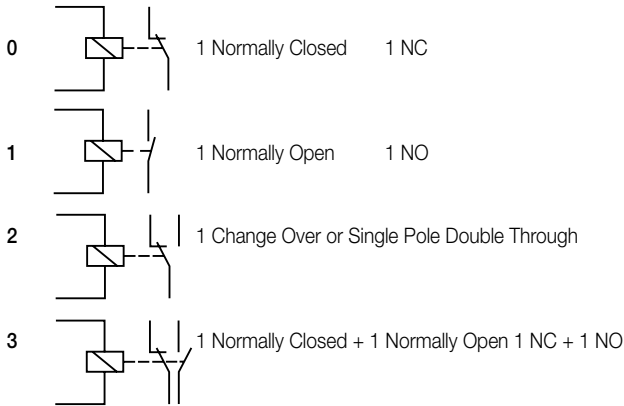 0 1 Normally Closed 1 NC
1 1 Normally Open 1 NO
2 1 Change Over or Single Pole Double Through
3 1 Normally Closed + 1 Normally Open 1 NC + 1 NO